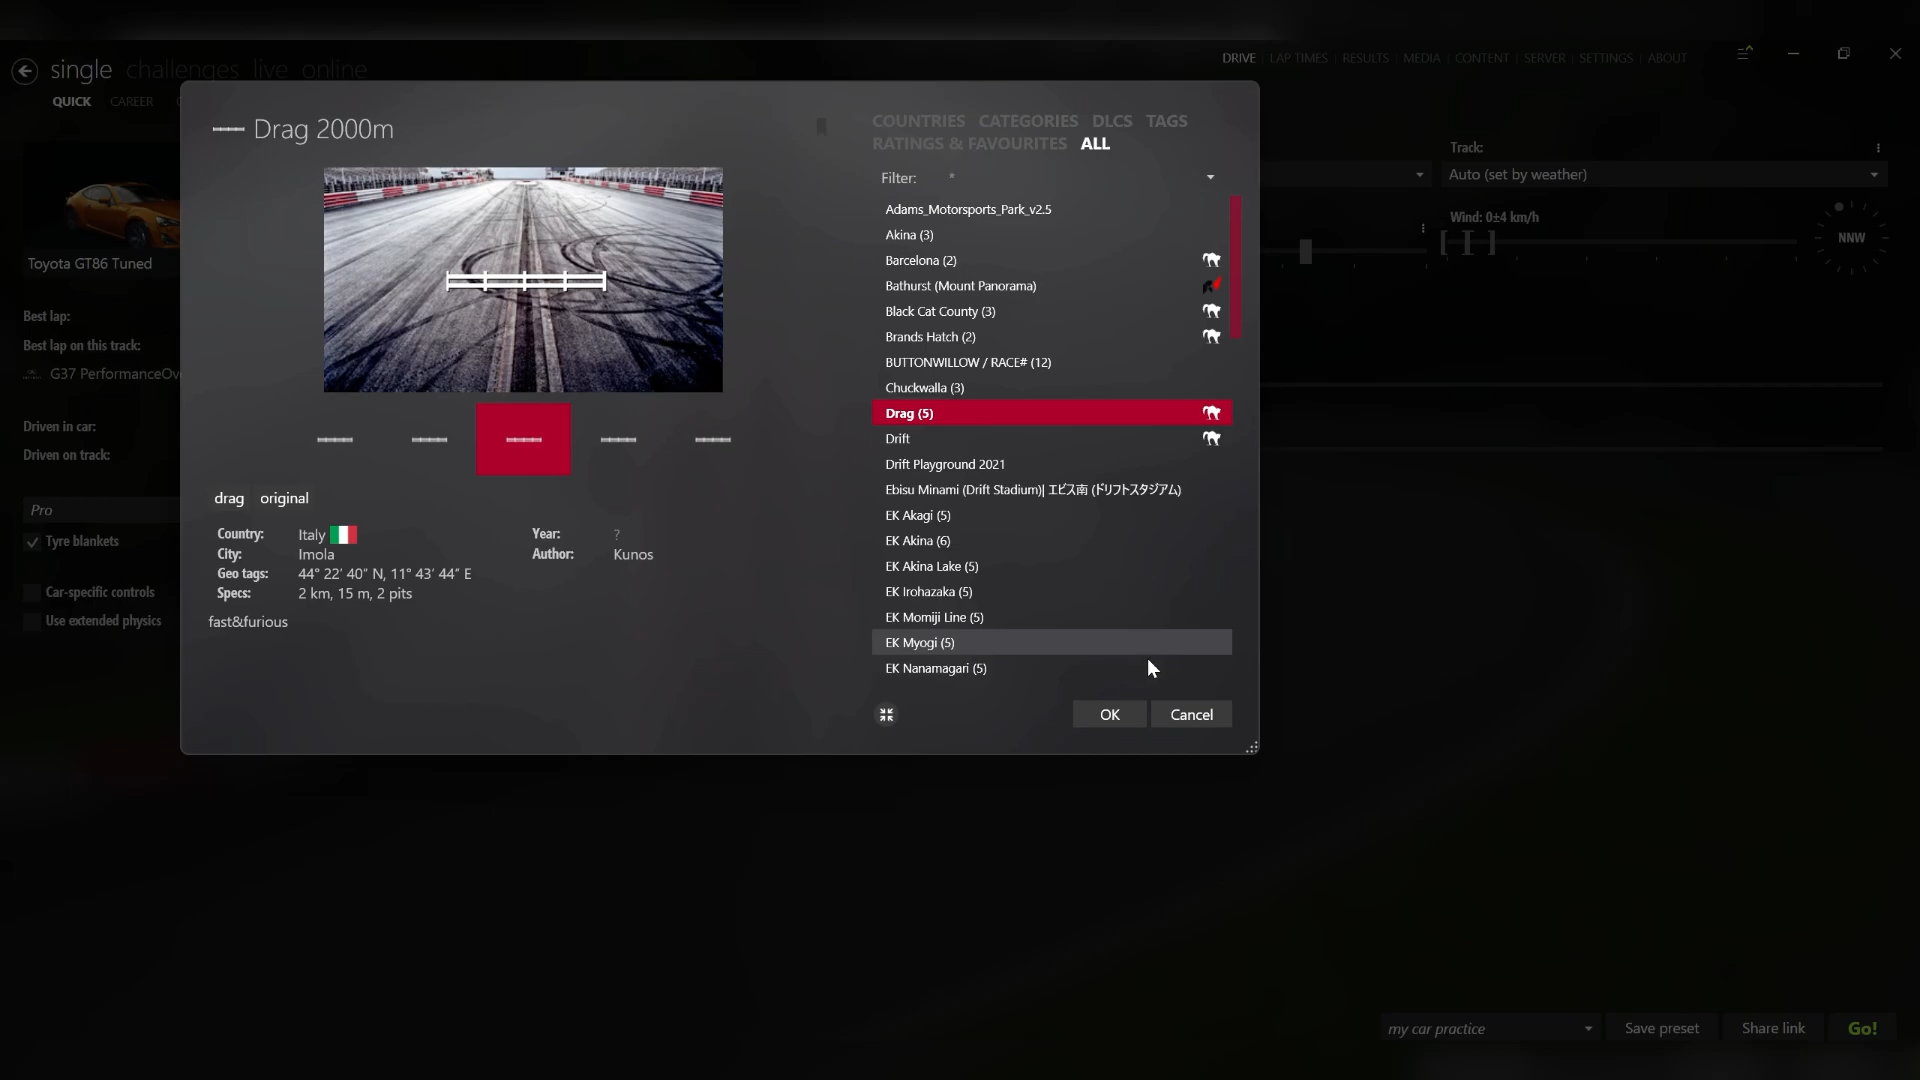 single challenges live online
DRIVE LAP TIMES RESULTS MEDIA CONTENT SERVER SETTINGS ABOUT
QUICK CAREER
Drag 2000m
COUNTRIES CATEGORIES DLCS TAGS
RATINGS & FAVOURITES ALL
Filter: *
Track:
Auto (set by weather)
Wind: 0±4 km/h
NNW
Toyota GT86 Tuned
Best lap:
Best lap on this track:
G37 PerformanceOv
Driven in car:
Driven on track:
Pro
Tyre blankets
Car-specific controls
Use extended physics
drag original
Country: Italy
City: Imola
Geo tags: 44° 22' 40" N, 11° 43' 44" E
Specs: 2 km, 15 m, 2 pits
Year: ?
Author: Kunos
fast&furious
Adams_Motorsports_Park_v2.5
Akina (3)
Barcelona (2)
Bathurst (Mount Panorama)
Black Cat County (3)
Brands Hatch (2)
BUTTONWILLOW / RACE# (12)
Chuckwalla (3)
Drag (5)
Drift
Drift Playground 2021
Ebisu Minami (Drift Stadium)| エビス南 (ドリフトスタジアム)
EK Akagi (5)
EK Akina (6)
EK Akina Lake (5)
EK Irohazaka (5)
EK Momiji Line (5)
EK Myogi (5)
EK Nanamagari (5)
OK Cancel
my car practice
Save preset
Share link
Go!